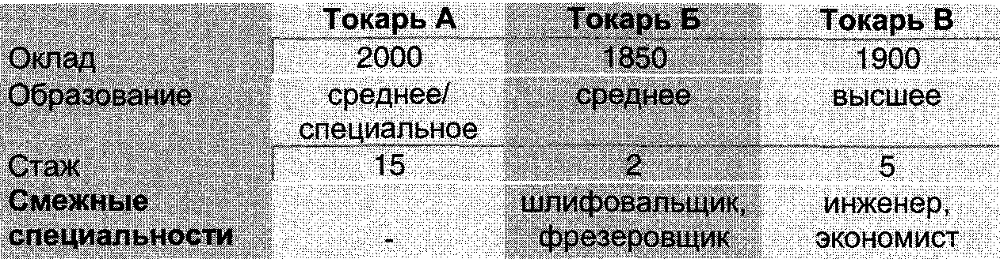 Токарь А Токарь Б Токарь В
Оклад 2000 1850 1900
Образование среднее/ среднее высшее
специальное
Стаж 15 2 5
Смежные шлифовальщик, инженер,
специальности - фрезеровщик экономист